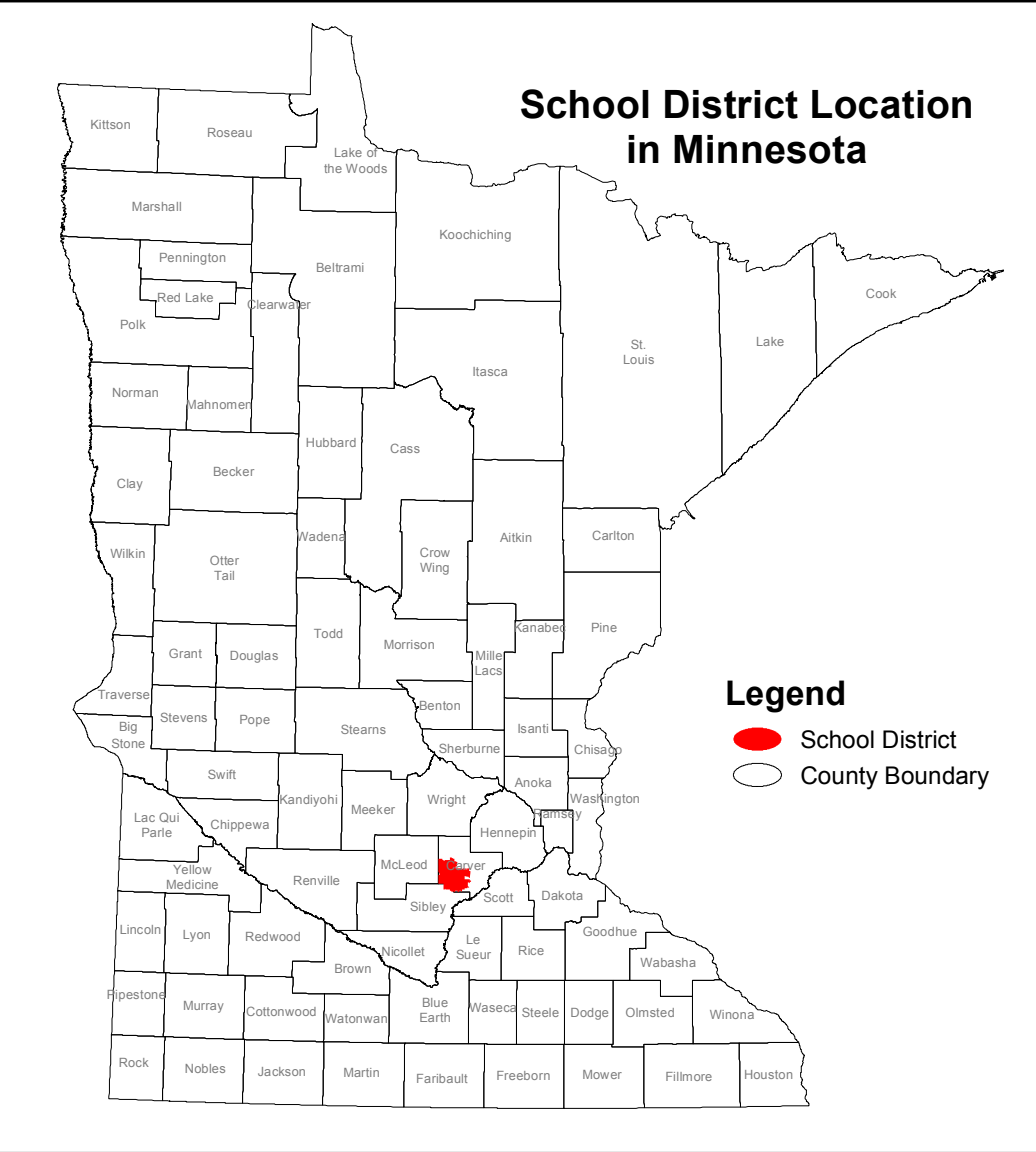 School District Location
in Minnesota
Kittson
Roseau
Lake of
the Woods
Marshall
Koochiching
Pennington
Beltrami
Red Lake
Clearwater
Cook
Polk
St.
Louis
Lake
Itasca
Norman
Mahnomen
Hubbard
Cass
Becker
Clay
Wadena
Aitkin
Carlton
Wilkin
Crow
Wing
Otter
Tail
Todd
Kanabec
Pine
Morrison
Grant
Douglas
Mille
Lacs
Traverse
Legend
School District
County Boundary
Stevens
Pope
Benton
Stearns
Isanti
Big
Stone
Sherburne
Chisago
Swift
Anoka
Kandiyohi
Wright
Washington
Meeker
Ramsey
Lac Qui
Parle
Chippewa
Hennepin
McLeod
Carver
Yellow
Medicine
Renville
Scott
Dakota
Sibley
Lincoln
Lyon
Redwood
Le
Sueur
Rice
Goodhue
Nicollet
Brown
Wabasha
Pipestone
Murray
Cottonwood
Watonwan
Blue
Earth
Waseca
Steele
Dodge
Olmsted
Winona
Rock
Nobles
Jackson
Martin
Faribault
Freeborn
Mower
Fillmore
Houston